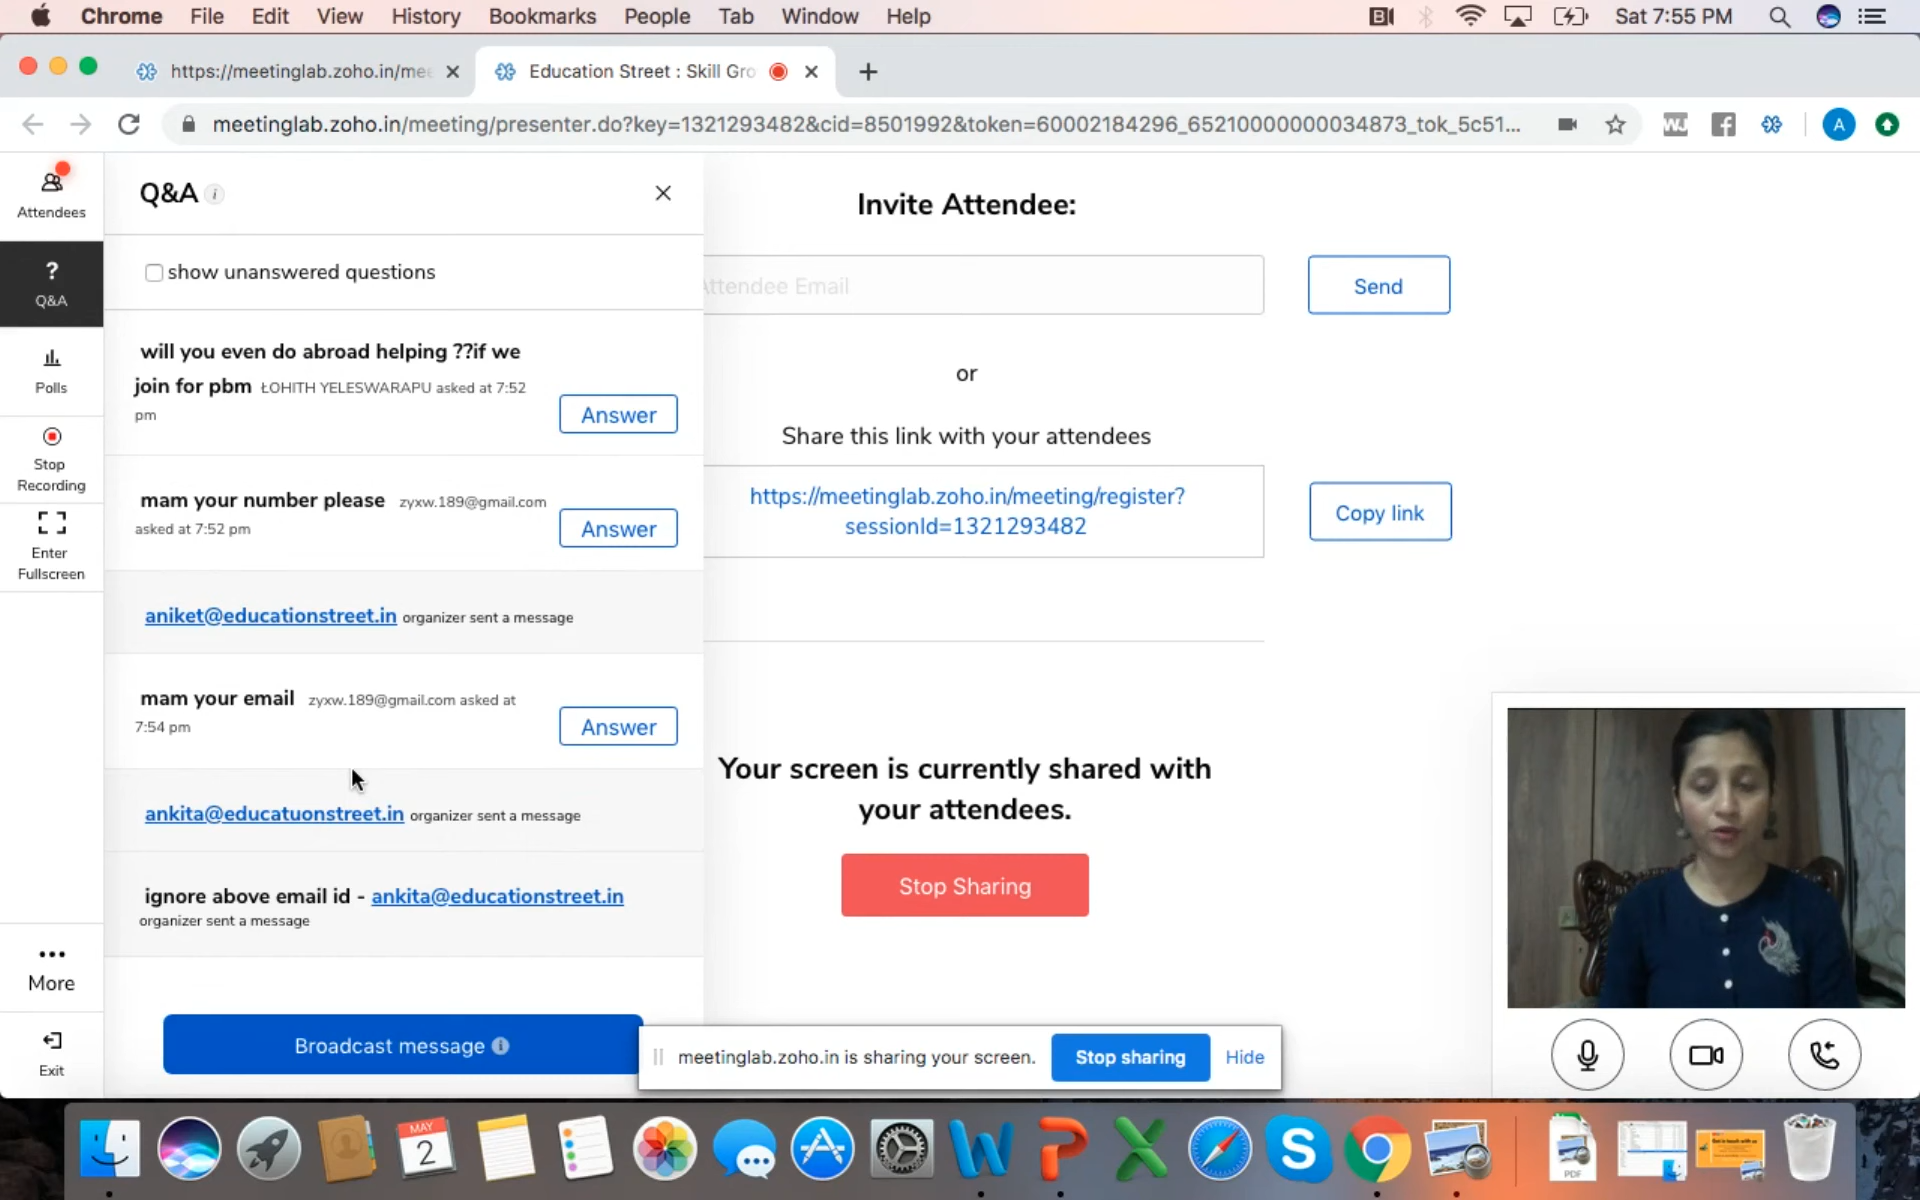 Chrome File Edit View History Bookmarks People Tab Window Help Sat 7:55 PM
https://meetinglab.zoho.in/mee Education Street : Skill Gro
meetinglab.zoho.in/meeting/presenter.do?key=1321293482&cid=8501992&token=60002184296_65210000000034873_tok_5c51... A
Attendees
Q&A
Polls
Stop
Recording
Enter
Fullscreen
More
Exit
Q&A
show unanswered questions
will you even do abroad helping ??if we
join for pbm ŁOHITH YELESWARAPU asked at 7:52
pm
Answer
mam your number please zyxw.189@gmail.com
asked at 7:52 pm
Answer
aniket@educationstreet.in organizer sent a message
mam your email zyxw.189@gmail.com asked at
7:54 pm
Answer
ankita@educatuonstreet.in organizer sent a message
ignore above email id - ankita@educationstreet.in
organizer sent a message
Broadcast message
Invite Attendee:
Attendee Email
Send
or
Share this link with your attendees
https://meetinglab.zoho.in/meeting/register?
sessionId=1321293482
Copy link
Your screen is currently shared with
your attendees.
Stop Sharing
meetinglab.zoho.in is sharing your screen. Stop sharing Hide
MAY
2
PDF